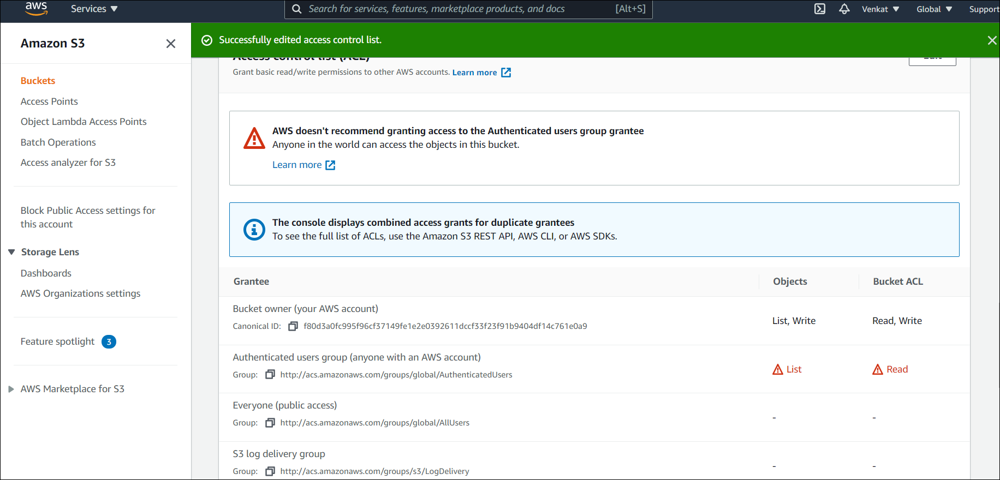 aws
Services ▼
Search for services, features, marketplace products, and docs
[Alt+S]
Venkat ▼
Global ▼
Support
Amazon S3
Successfully edited access control list.
Access control list (ACL)
Edit
Grant basic read/write permissions to other AWS accounts. Learn more
Buckets
Access Points
Object Lambda Access Points
Batch Operations
Access analyzer for S3
Block Public Access settings for
this account
Storage Lens
Dashboards
AWS Organizations settings
Feature spotlight 3
AWS Marketplace for S3
AWS doesn't recommend granting access to the Authenticated users group grantee
Anyone in the world can access the objects in this bucket.
Learn more
The console displays combined access grants for duplicate grantees
To see the full list of ACLs, use the Amazon S3 REST API, AWS CLI, or AWS SDKs.
Grantee
Objects
Bucket ACL
Bucket owner (your AWS account)
Canonical ID: f80d3a0fc995f96cf37149fe1e2e0392611dccf33f23f91b9404df14c761e0a9
List, Write
Read, Write
Authenticated users group (anyone with an AWS account)
Group: http://acs.amazonaws.com/groups/global/AuthenticatedUsers
List
Read
Everyone (public access)
Group: http://acs.amazonaws.com/groups/global/AllUsers
-
-
S3 log delivery group
Group: http://acs.amazonaws.com/groups/s3/LogDelivery
-
-